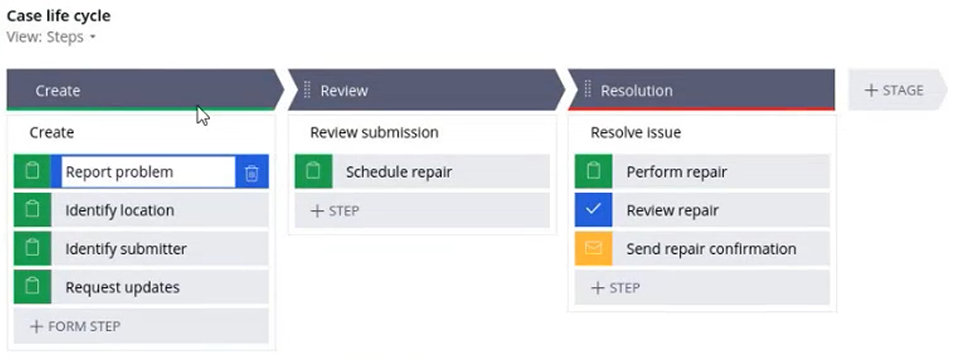 Case life cycle
View: Steps
Create
Review
Resolution
+ STAGE
Create
Report problem
Identify location
Identify submitter
Request updates
+ FORM STEP
Review submission
Schedule repair
+ STEP
Resolve issue
Perform repair
Review repair
Send repair confirmation
+ STEP